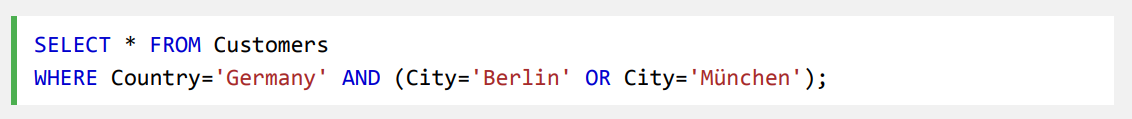 SELECT * FROM Customers
WHERE Country='Germany' AND (City='Berlin' OR City='München');